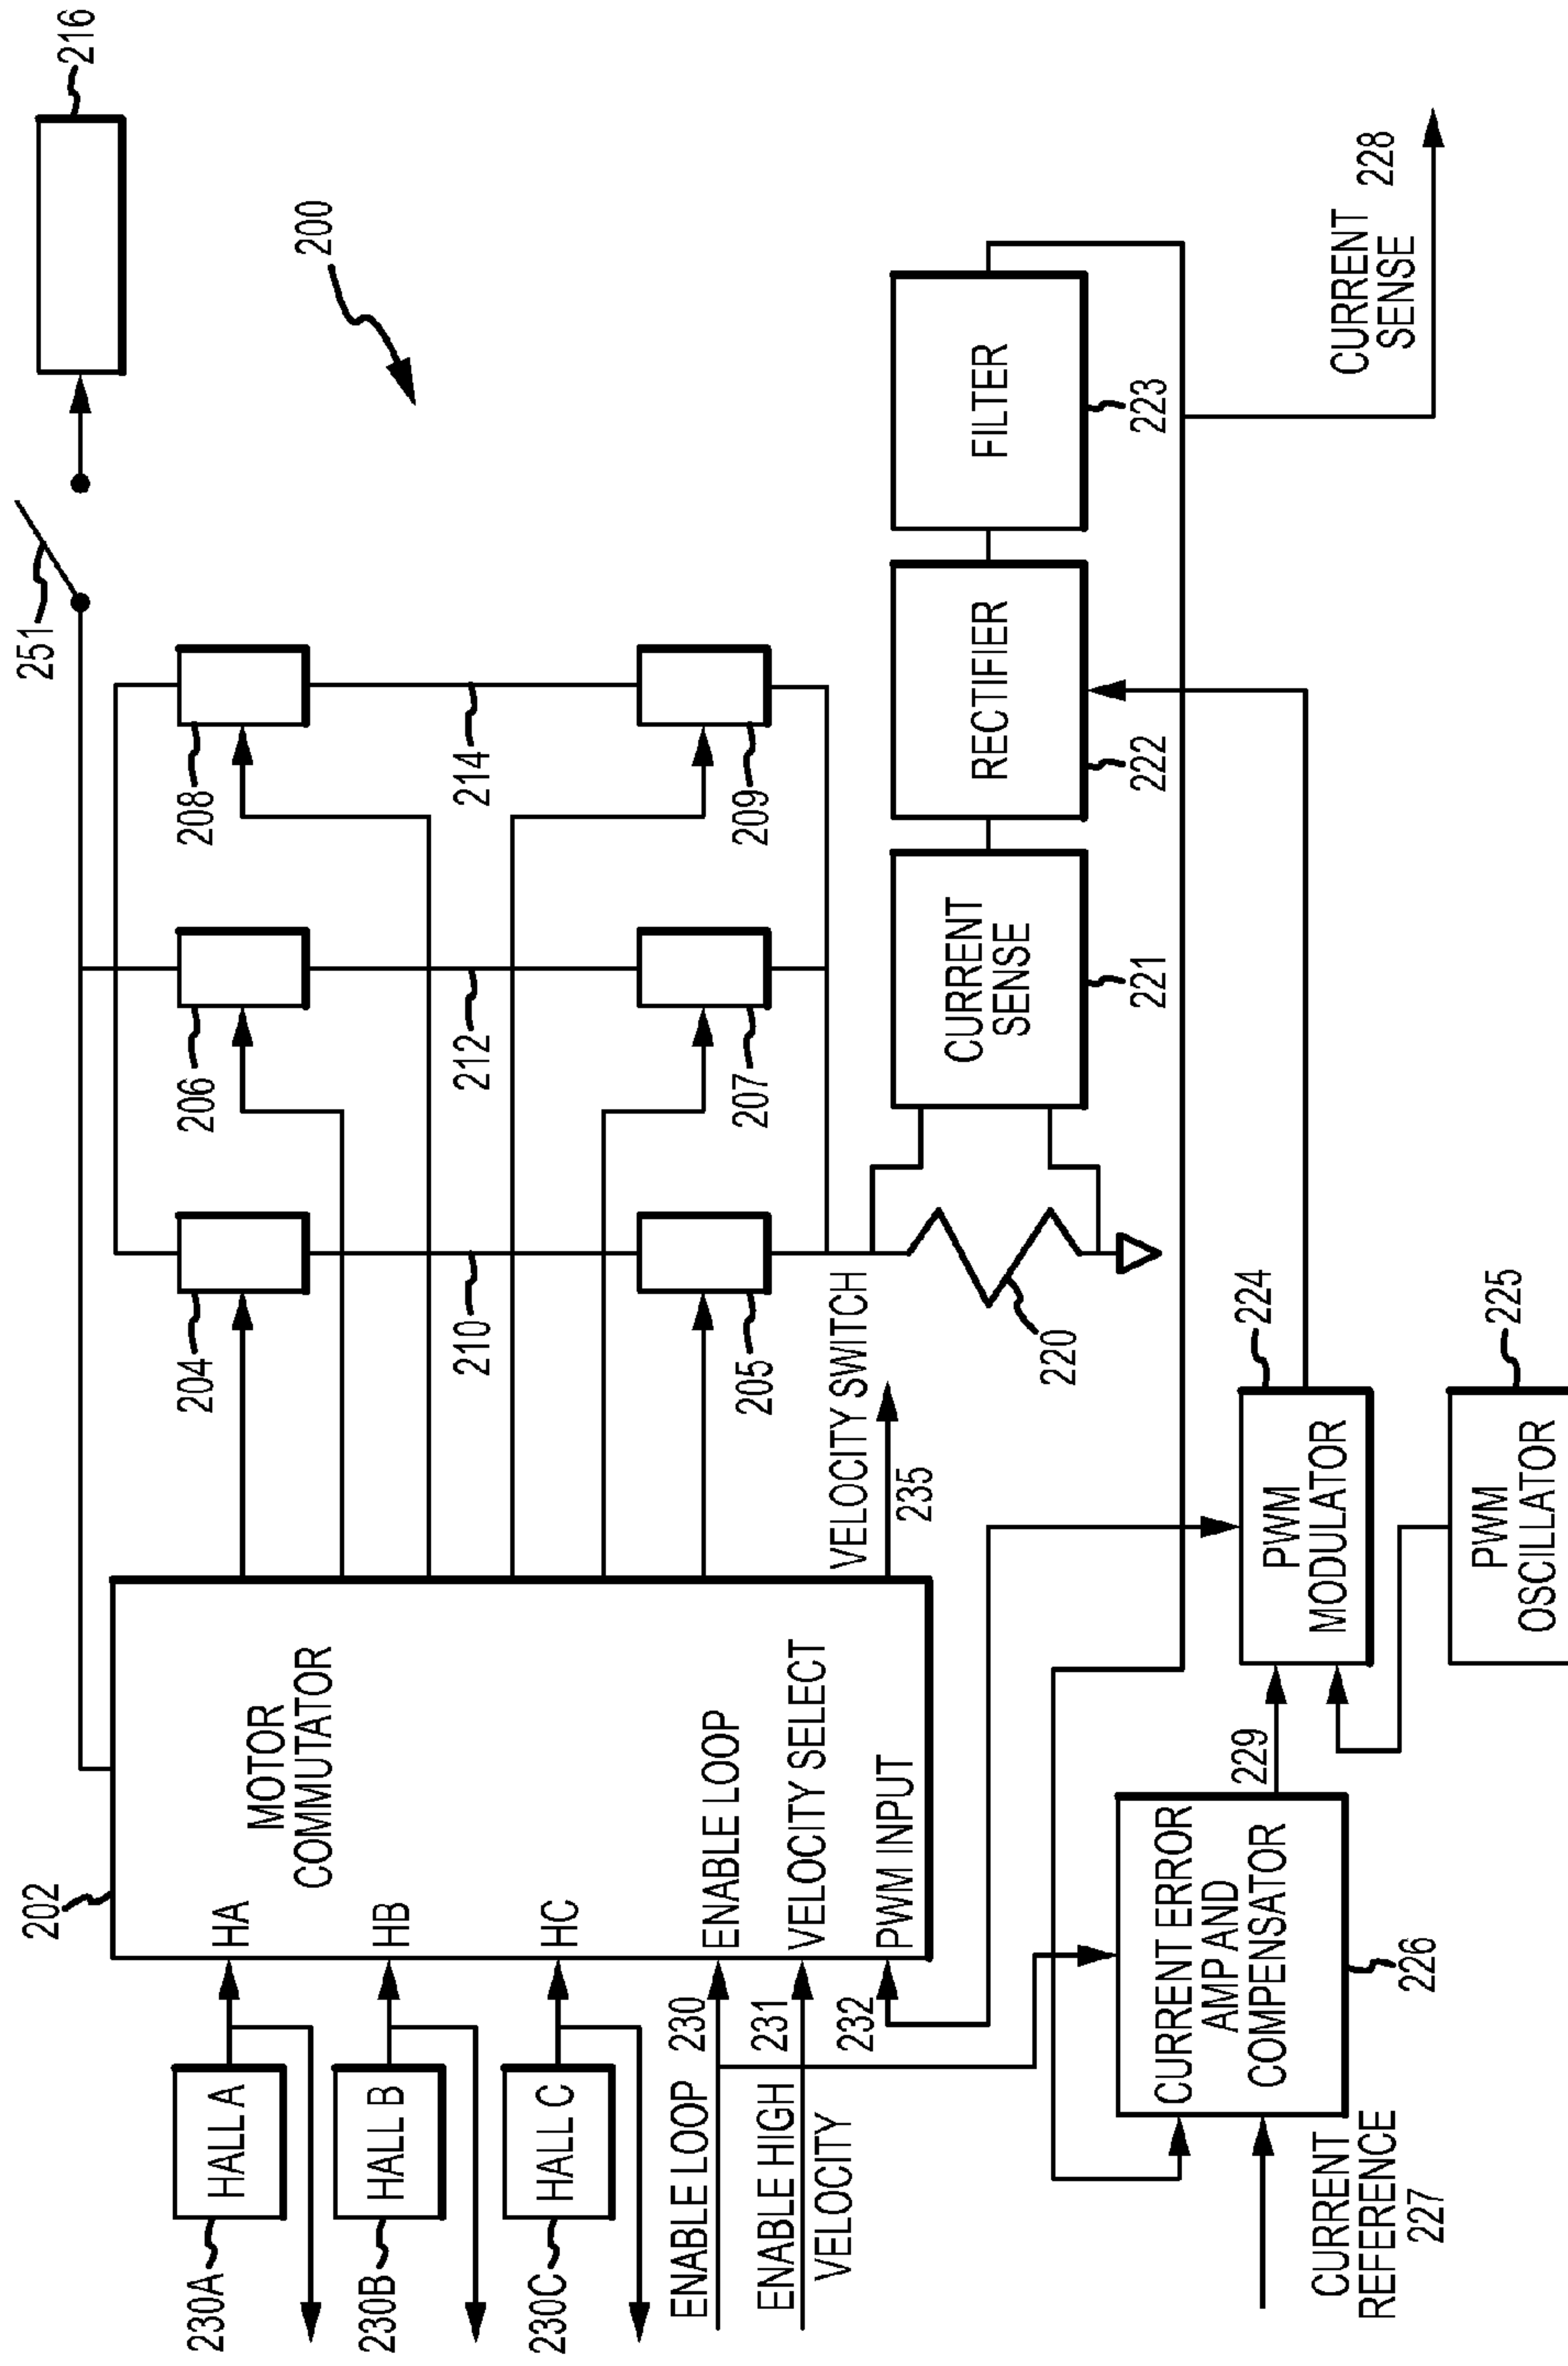 216
251
200
202
MOTOR
COMMUTATOR
204
206
208
210
212
214
205
207
209
HA
HB
HC
ENABLE LOOP
VELOCITY SELECT
PWM INPUT
HALL A
230A
HALL B
230B
HALL C
230C
ENABLE LOOP
230
ENABLE HIGH
VELOCITY
231
232
VELOCITY SWITCH
235
220
CURRENT
SENSE
221
RECTIFIER
222
FILTER
223
CURRENT
SENSE
228
CURRENT ERROR
AMP AND
COMPENSATOR
226
229
PWM
MODULATOR
224
PWM
OSCILLATOR
225
CURRENT
REFERENCE
227